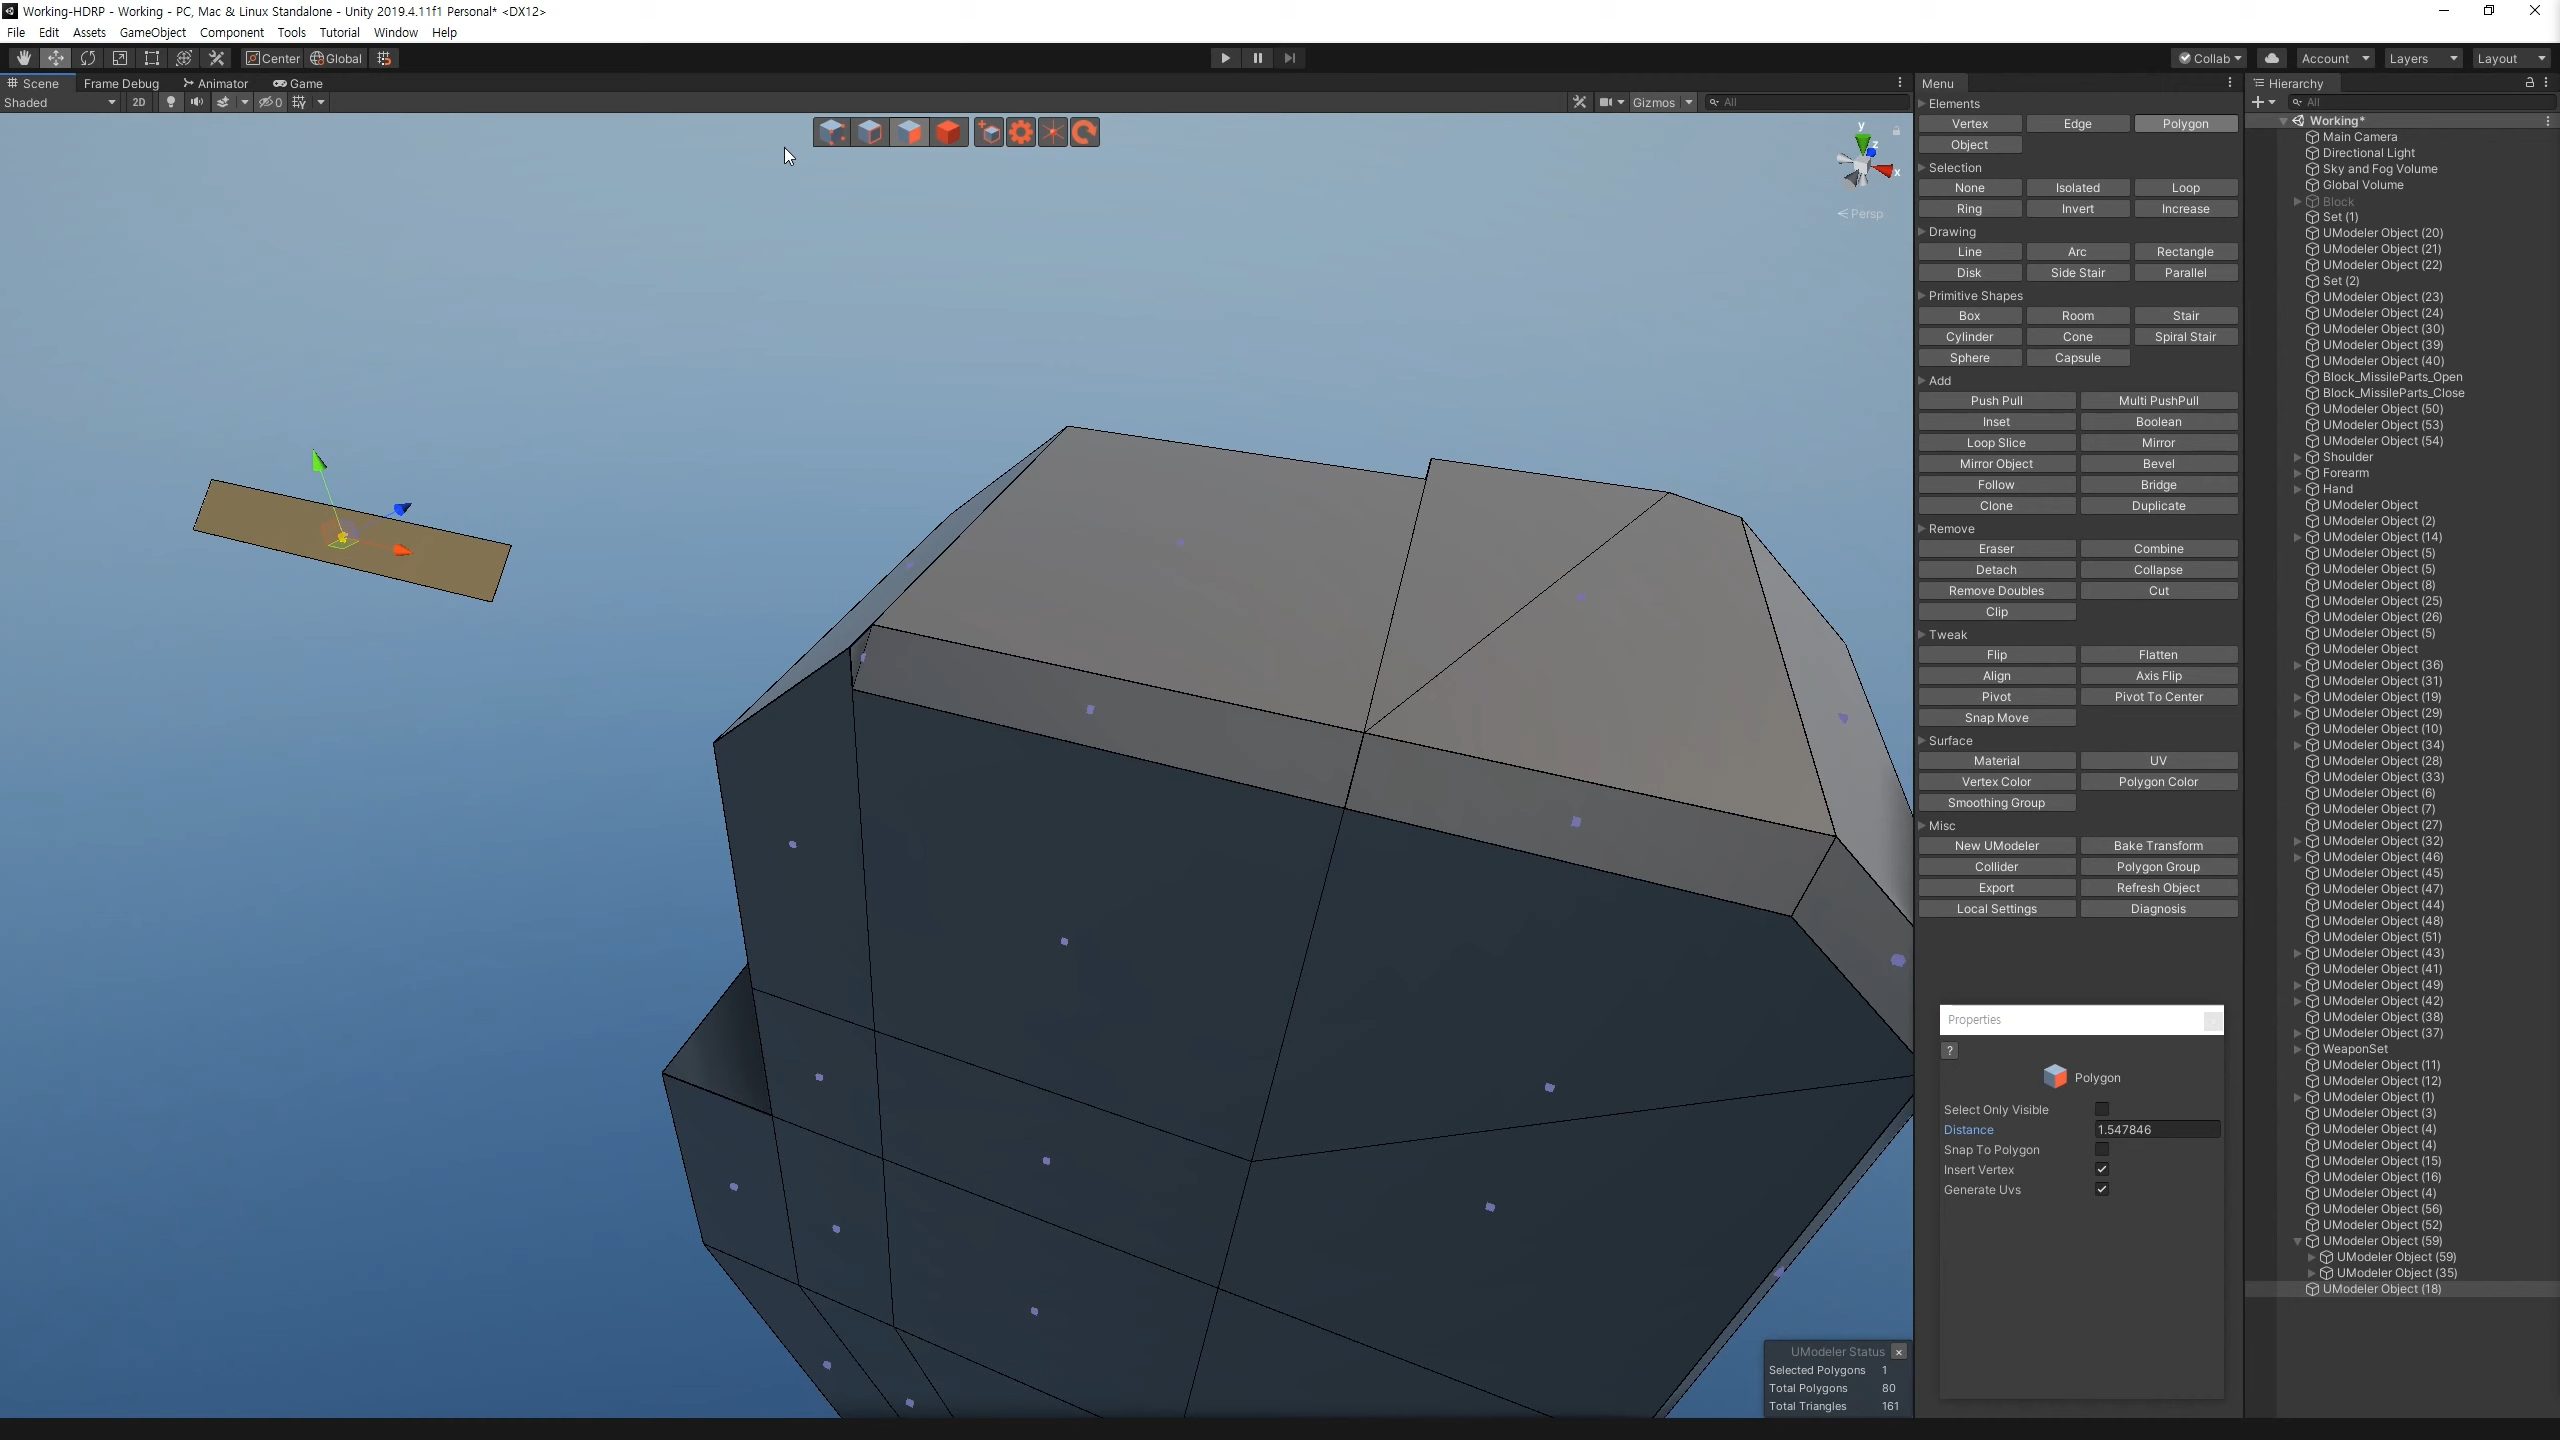 Working-HDRP - Working - PC, Mac & Linux Standalone - Unity 2019.4.11f1 Personal* <DX12>
File Edit Assets GameObject Component Tools Tutorial Window Help
Center Global Collab Account Layers Layout
Scene Frame Debug Animator Game
Shaded 2D 0 Gizmos All
y
z
x
Persp
Menu
Elements
Vertex Edge Polygon
Object
Selection
None Isolated Loop
Ring Invert Increase
Drawing
Line Arc Rectangle
Disk Side Stair Parallel
Primitive Shapes
Box Room Stair
Cylinder Cone Spiral Stair
Sphere Capsule
Add
Push Pull Multi PushPull
Inset Boolean
Loop Slice Mirror
Mirror Object Bevel
Follow Bridge
Clone Duplicate
Remove
Eraser Combine
Detach Collapse
Remove Doubles Cut
Clip
Tweak
Flip Flatten
Align Axis Flip
Pivot Pivot To Center
Snap Move
Surface
Material UV
Vertex Color Polygon Color
Smoothing Group
Misc
New UModeler Bake Transform
Collider Polygon Group
Export Refresh Object
Local Settings Diagnosis
Properties
?
Polygon
Select Only Visible
Distance 1.547846
Snap To Polygon
Insert Vertex
Generate Uvs
UModeler Status
Selected Polygons 1
Total Polygons 80
Total Triangles 161
Hierarchy
All
Working*
Main Camera
Directional Light
Sky and Fog Volume
Global Volume
Block
Set (1)
UModeler Object (20)
UModeler Object (21)
UModeler Object (22)
Set (2)
UModeler Object (23)
UModeler Object (24)
UModeler Object (30)
UModeler Object (39)
UModeler Object (40)
Block_MissileParts_Open
Block_MissileParts_Close
UModeler Object (50)
UModeler Object (53)
UModeler Object (54)
Shoulder
Forearm
Hand
UModeler Object
UModeler Object (2)
UModeler Object (14)
UModeler Object (5)
UModeler Object (5)
UModeler Object (8)
UModeler Object (25)
UModeler Object (26)
UModeler Object (5)
UModeler Object
UModeler Object (36)
UModeler Object (31)
UModeler Object (19)
UModeler Object (29)
UModeler Object (10)
UModeler Object (34)
UModeler Object (28)
UModeler Object (33)
UModeler Object (6)
UModeler Object (7)
UModeler Object (27)
UModeler Object (32)
UModeler Object (46)
UModeler Object (45)
UModeler Object (47)
UModeler Object (44)
UModeler Object (48)
UModeler Object (51)
UModeler Object (43)
UModeler Object (41)
UModeler Object (49)
UModeler Object (42)
UModeler Object (38)
UModeler Object (37)
WeaponSet
UModeler Object (11)
UModeler Object (12)
UModeler Object (1)
UModeler Object (3)
UModeler Object (4)
UModeler Object (4)
UModeler Object (15)
UModeler Object (16)
UModeler Object (4)
UModeler Object (56)
UModeler Object (52)
UModeler Object (59)
UModeler Object (59)
UModeler Object (35)
UModeler Object (18)